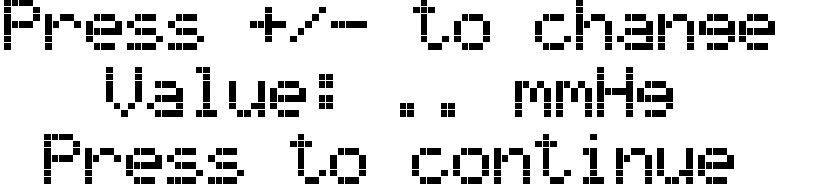 Press +/- to change
Value: .. mmHg
Press to continue